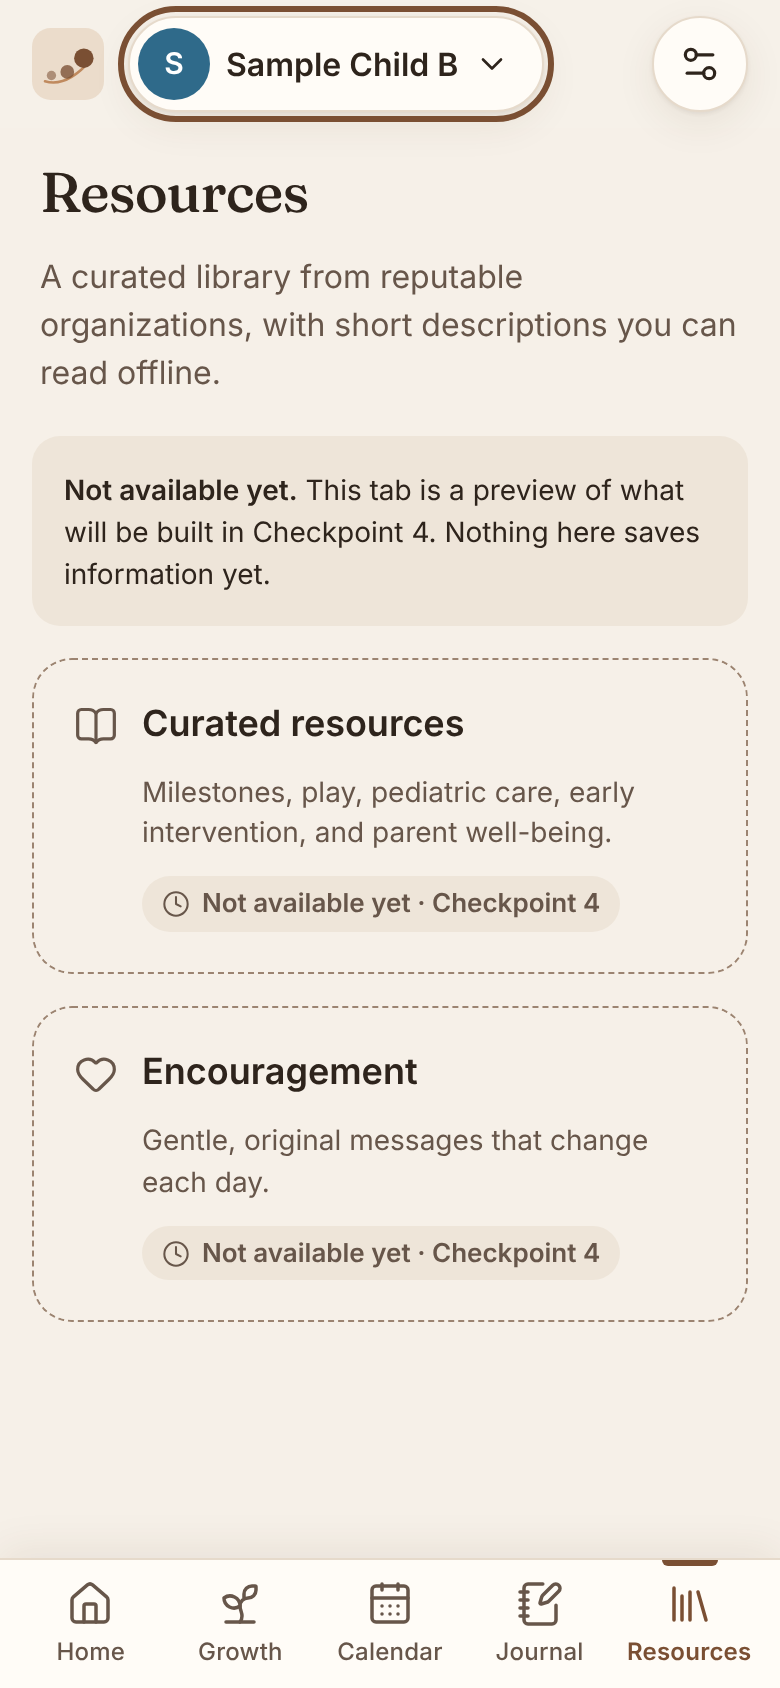 S
Sample Child B
Resources
A curated library from reputable
organizations, with short descriptions you can
read offline.
Not available yet. This tab is a preview of what
will be built in Checkpoint 4. Nothing here saves
information yet.
Curated resources
Milestones, play, pediatric care, early
intervention, and parent well-being.
Not available yet · Checkpoint 4
Encouragement
Gentle, original messages that change
each day.
Not available yet · Checkpoint 4
Home
Growth
Calendar
Journal
Resources